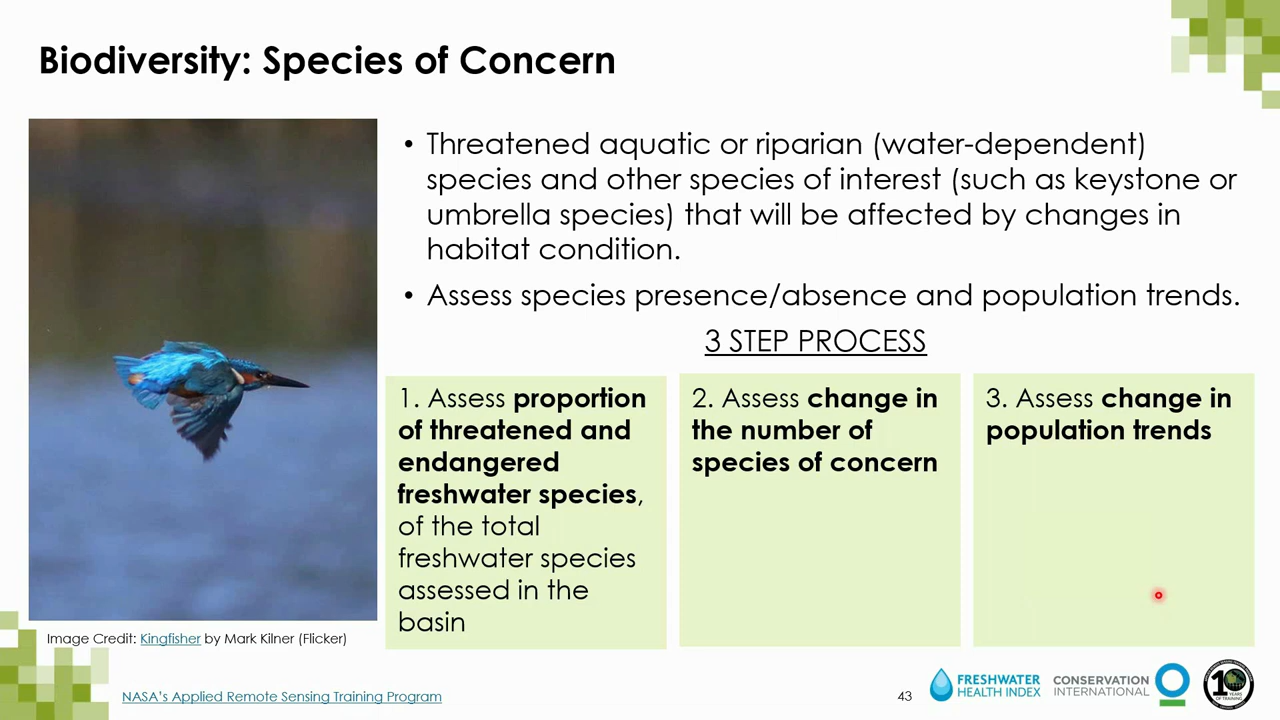 Biodiversity: Species of Concern
• Threatened aquatic or riparian (water-dependent)
species and other species of interest (such as keystone or
umbrella species) that will be affected by changes in
habitat condition.
• Assess species presence/absence and population trends.
3 STEP PROCESS
1. Assess proportion
of threatened and
endangered
freshwater species,
of the total
freshwater species
assessed in the
basin
2. Assess change in
the number of
species of concern
3. Assess change in
population trends
Image Credit: Kingfisher by Mark Kilner (Flicker)
NASA's Applied Remote Sensing Training Program
43
FRESHWATER
HEALTH INDEX
CONSERVATION
INTERNATIONAL
10
YEARS
OF TRAINING